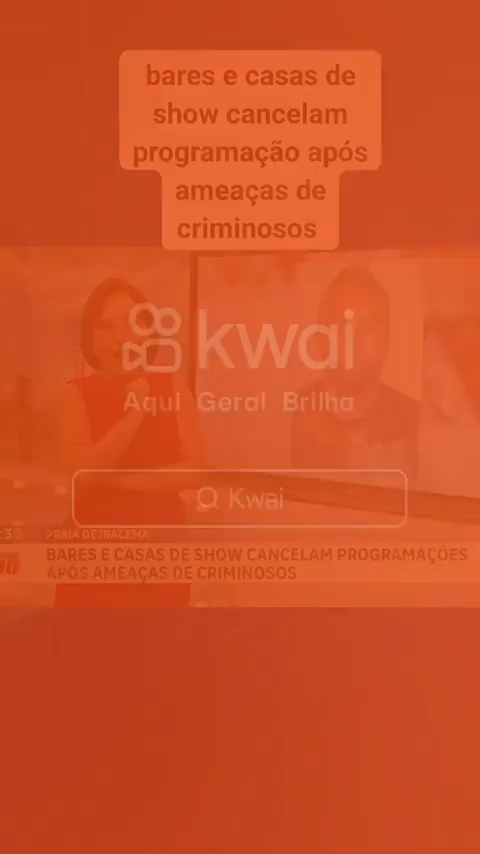 bares e casas de
show cancelam
programação após
ameaças de
criminosos
kwai
Aqui Geral Brilha
Kwai
PRAIA DE IRACEMA
BARES E CASAS DE SHOW CANCELAM PROGRAMAÇÕES
APÓS AMEAÇAS DE CRIMINOSOS